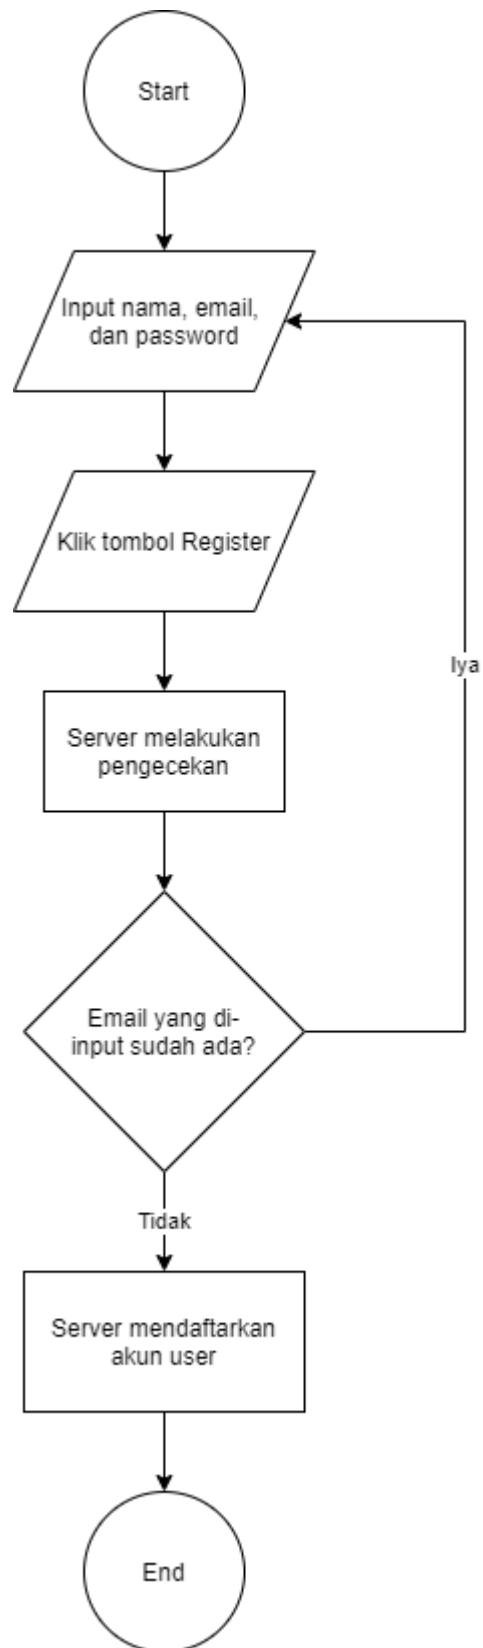 Start
Input nama, email,
dan password
Klik tombol Register
Iya
Server melakukan
pengecekan
Email yang di-
input sudah ada?
Tidak
Server mendaftarkan
akun user
End